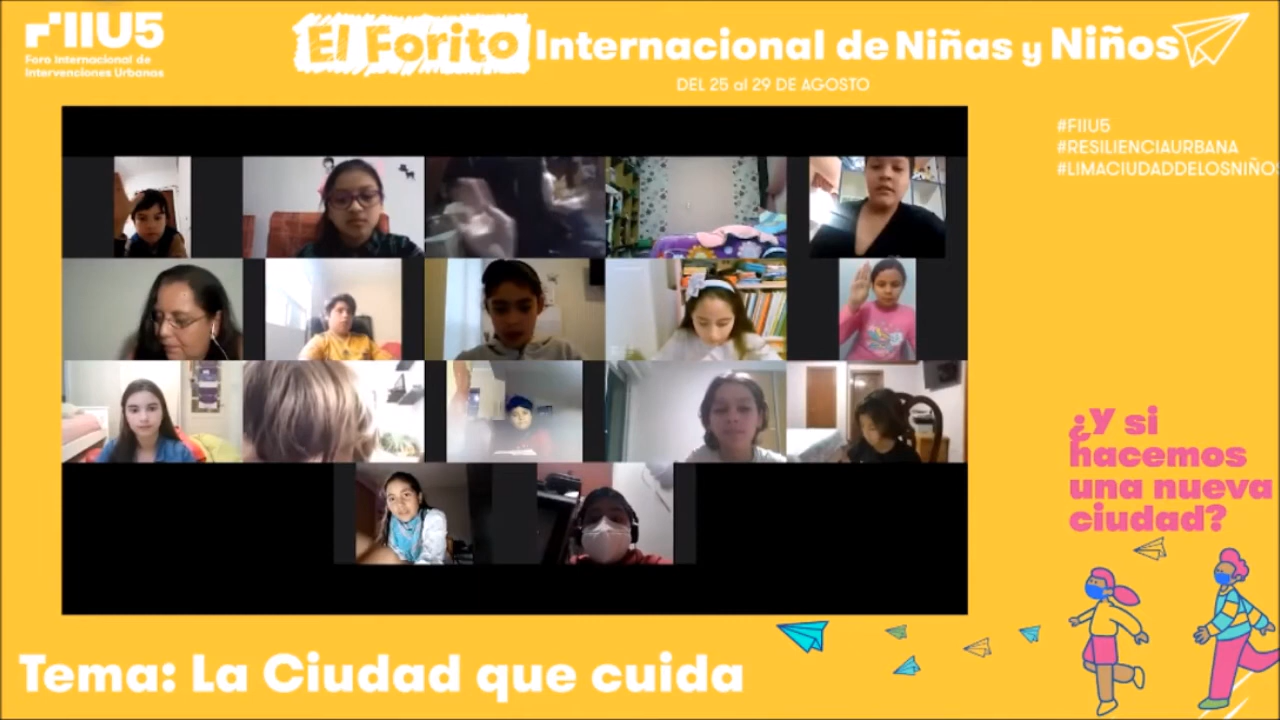 FIIU5
Foro Internacional de
Intervenciones Urbanas
El Forito Internacional de Niñas y Niños
DEL 25 al 29 DE AGOSTO
#FIIU5
#RESILIENCIAURBANA
#LIMACIUDADDELOSNIÑOS
¿Y si
hacemos
una nueva
ciudad?
Tema: La Ciudad que cuida